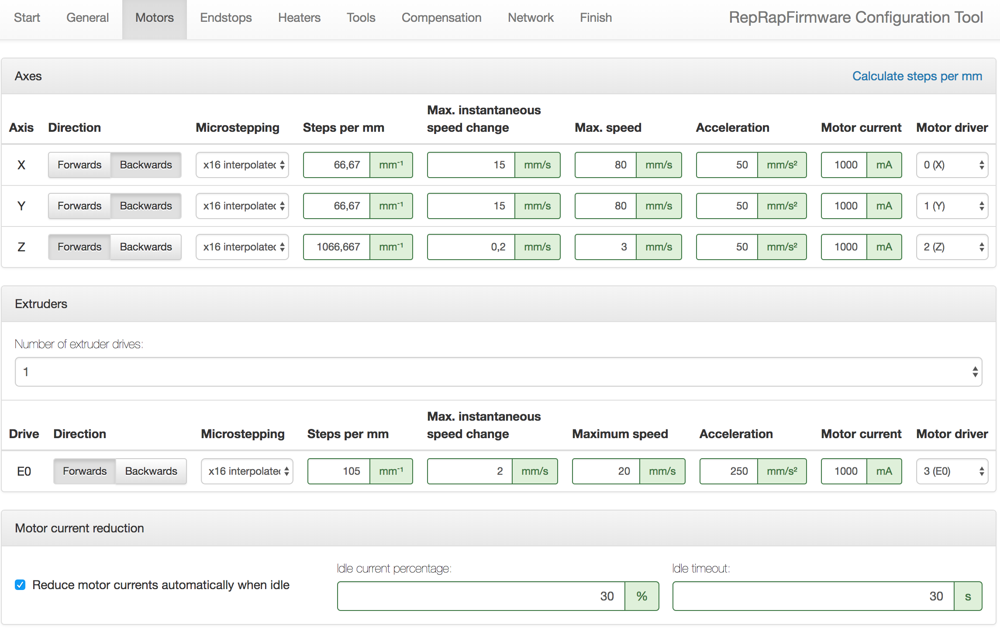 Start General Motors Endstops Heaters Tools Compensation Network Finish RepRapFirmware Configuration Tool
Axes Calculate steps per mm
Axis Direction Microstepping Steps per mm Max. instantaneous speed change Max. speed Acceleration Motor current Motor driver
X Forwards Backwards x16 interpolated 66,67 mm⁻¹ 15 mm/s 80 mm/s 50 mm/s² 1000 mA 0 (X)
Y Forwards Backwards x16 interpolated 66,67 mm⁻¹ 15 mm/s 80 mm/s 50 mm/s² 1000 mA 1 (Y)
Z Forwards Backwards x16 interpolated 1066,667 mm⁻¹ 0,2 mm/s 3 mm/s 50 mm/s² 1000 mA 2 (Z)
Extruders
Number of extruder drives:
1
Drive Direction Microstepping Steps per mm Max. instantaneous speed change Maximum speed Acceleration Motor current Motor driver
E0 Forwards Backwards x16 interpolated 105 mm⁻¹ 2 mm/s 20 mm/s 250 mm/s² 1000 mA 3 (E0)
Motor current reduction
Idle current percentage: Idle timeout:
Reduce motor currents automatically when idle 30 % 30 s